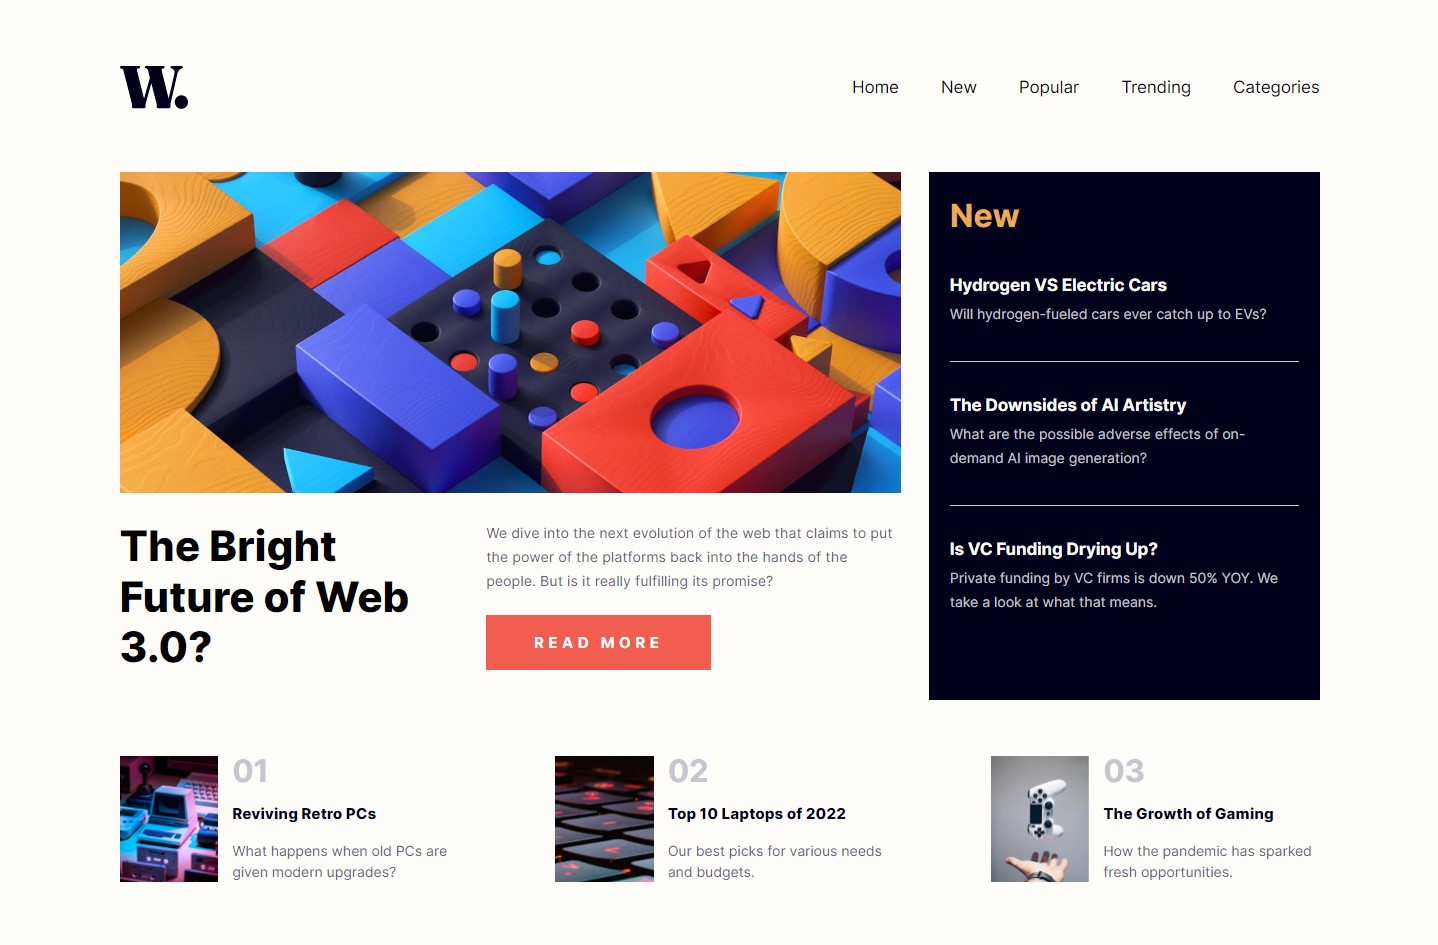 W.
Home New Popular Trending Categories
The Bright
Future of Web
3.0?
We dive into the next evolution of the web that claims to put
the power of the platforms back into the hands of the
people. But is it really fulfilling its promise?
READ MORE
New
Hydrogen VS Electric Cars
Will hydrogen-fueled cars ever catch up to EVs?
The Downsides of AI Artistry
What are the possible adverse effects of on-
demand AI image generation?
Is VC Funding Drying Up?
Private funding by VC firms is down 50% YOY. We
take a look at what that means.
01
Reviving Retro PCs
What happens when old PCs are
given modern upgrades?
02
Top 10 Laptops of 2022
Our best picks for various needs
and budgets.
03
The Growth of Gaming
How the pandemic has sparked
fresh opportunities.